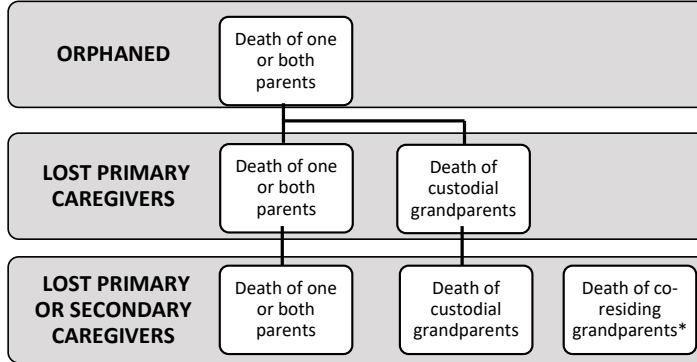 ORPHANED
Death of one
or both
parents
LOST PRIMARY
CAREGIVERS
Death of one
or both
parents
Death of
custodial
grandparents
LOST PRIMARY
OR SECONDARY
CAREGIVERS
Death of one
or both
parents
Death of
custodial
grandparents
Death of co-
residing
grandparents*